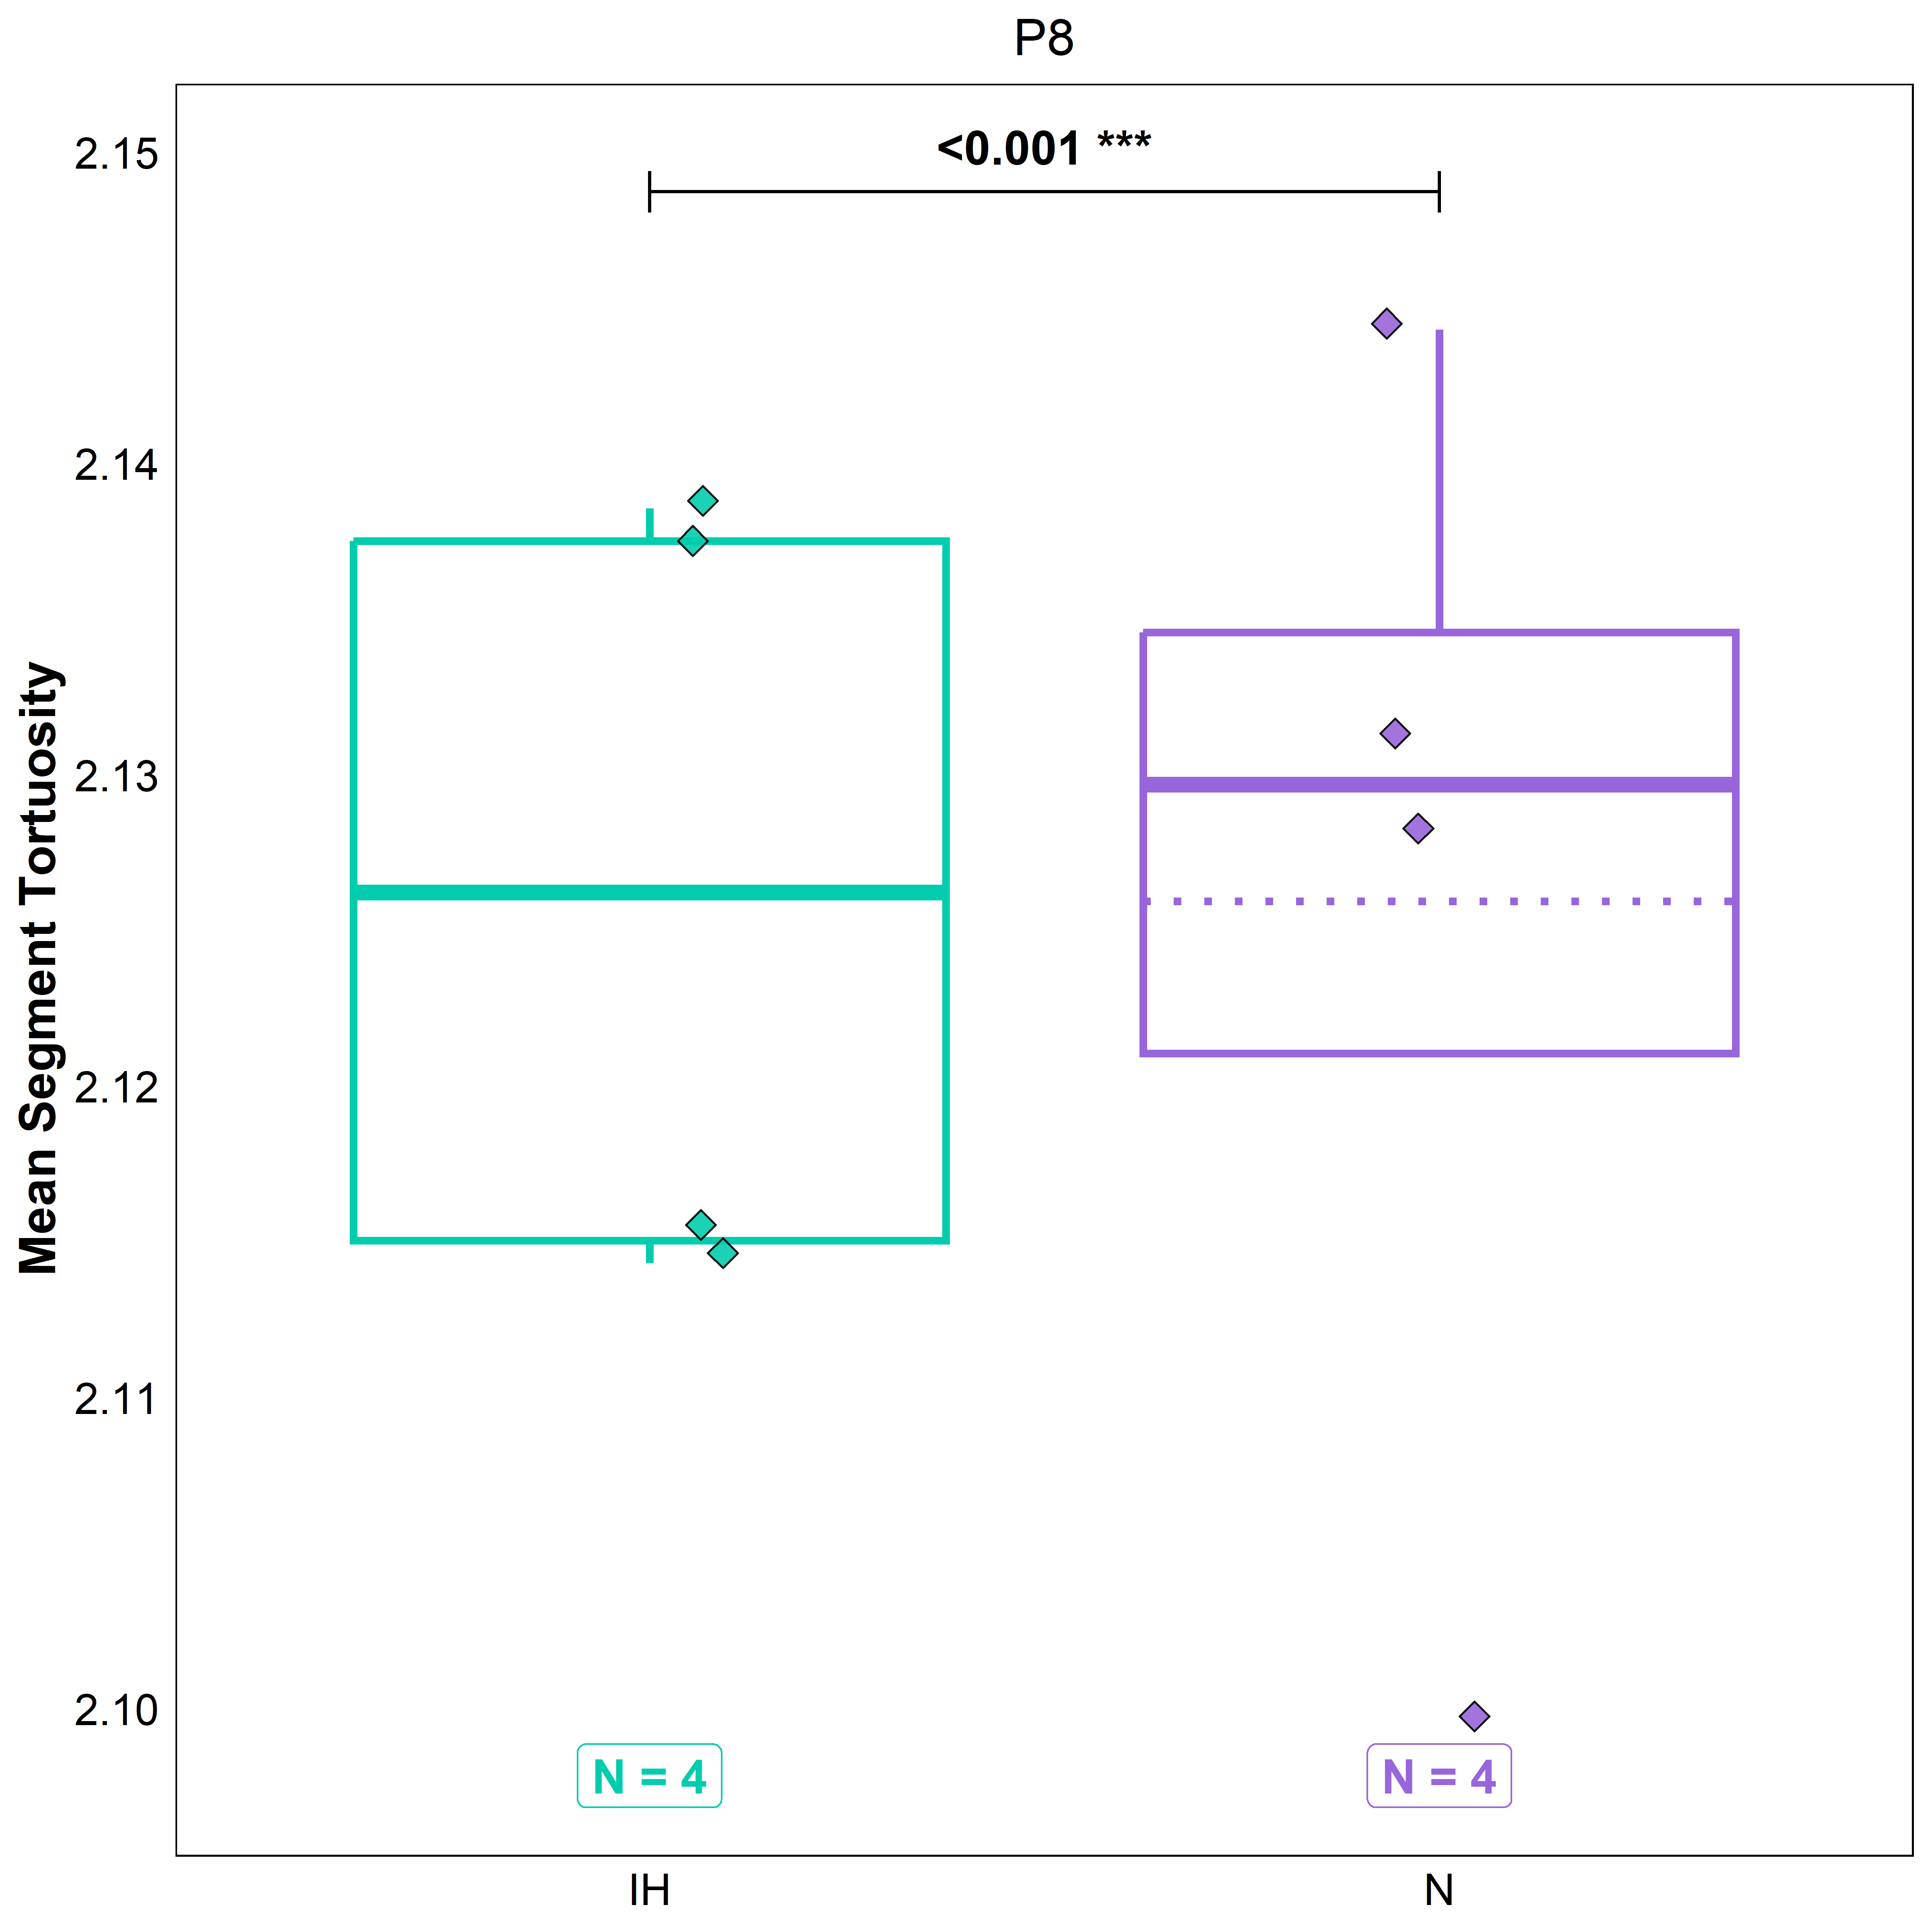 P8
<0.001 ***
Mean Segment Tortuosity
2.15
2.14
2.13
2.12
2.11
2.10
N = 4
N = 4
IH
N